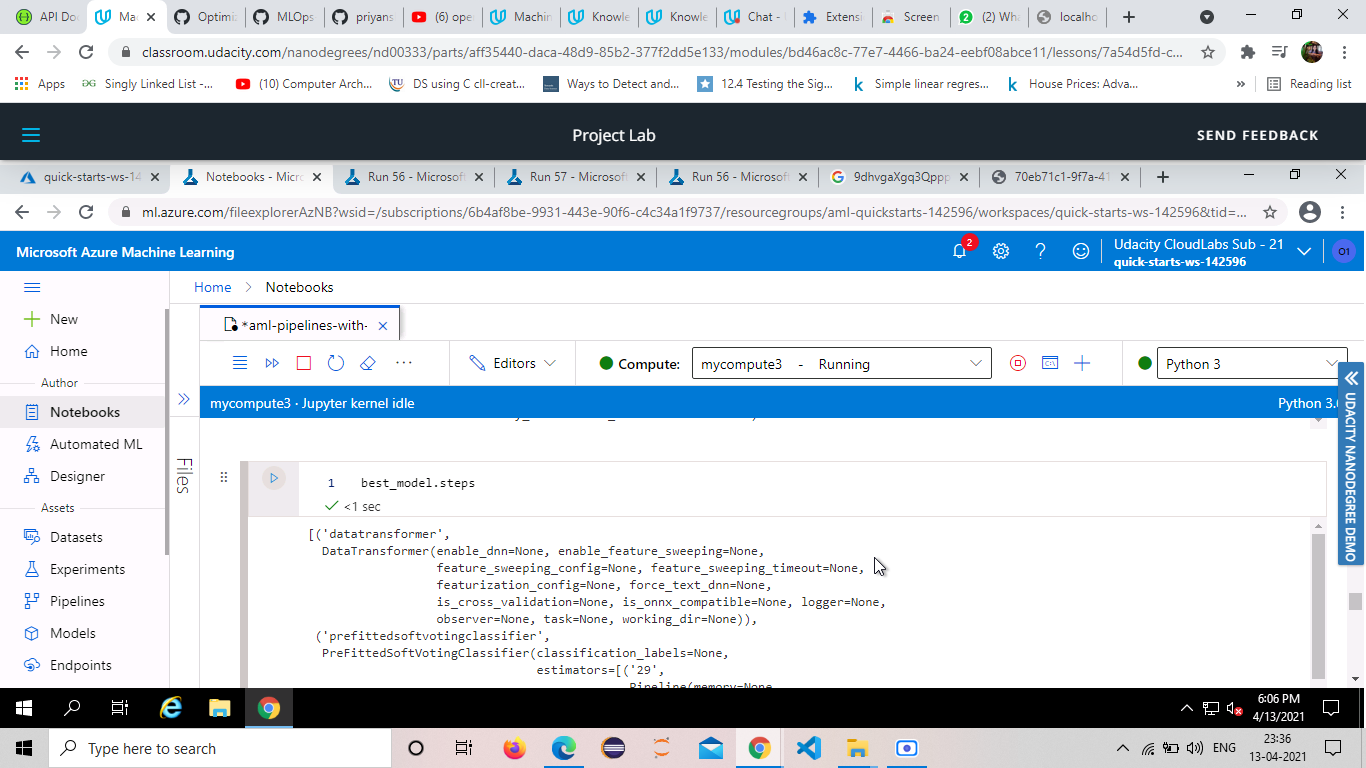 API Do
Ma
Optimi
MLOps
priyans
(6) ope
Machin
Knowle
Knowle
Chat -
Extensi
Screen
(2) Wha
localho
classroom.udacity.com/nanodegrees/nd00333/parts/aff35440-daca-48d9-85b2-377f2dd5e133/modules/bd46ac8c-77e7-4466-ba24-eebf08abce11/lessons/7a54d5fd-c...
Apps
Singly Linked List -...
(10) Computer Arch...
DS using C cll-creat...
Ways to Detect and...
12.4 Testing the Sig...
Simple linear regres...
House Prices: Adva...
»
Reading list
Project Lab
SEND FEEDBACK
quick-starts-ws-14
Notebooks - Micro
Run 56 - Microsoft
Run 57 - Microsoft
Run 56 - Microsoft
9dhvgaXgq3Qppp
70eb71c1-9f7a-41
ml.azure.com/fileexplorerAzNB?wsid=/subscriptions/6b4af8be-9931-443e-90f6-c4c34a1f9737/resourcegroups/aml-quickstarts-142596/workspaces/quick-starts-ws-142596&tid=...
Microsoft Azure Machine Learning
2
Udacity CloudLabs Sub - 21
quick-starts-ws-142596
O1
Home > Notebooks
New
Home
Author
Notebooks
Automated ML
Designer
Assets
Datasets
Experiments
Pipelines
Models
Endpoints
Files
*aml-pipelines-with-
Editors
Compute:
mycompute3 - Running
Python 3
mycompute3 · Jupyter kernel idle
Python 3.
UDACITY NANODEGREE DEMO
1 best_model.steps
<1 sec
[('datatransformer',
DataTransformer(enable_dnn=None, enable_feature_sweeping=None,
feature_sweeping_config=None, feature_sweeping_timeout=None,
featurization_config=None, force_text_dnn=None,
is_cross_validation=None, is_onnx_compatible=None, logger=None,
observer=None, task=None, working_dir=None)),
('prefittedsoftvotingclassifier',
PreFittedSoftVotingClassifier(classification_labels=None,
estimators=[('29',
Pipeline(memory=None
6:06 PM
4/13/2021
Type here to search
ENG
23:36
13-04-2021